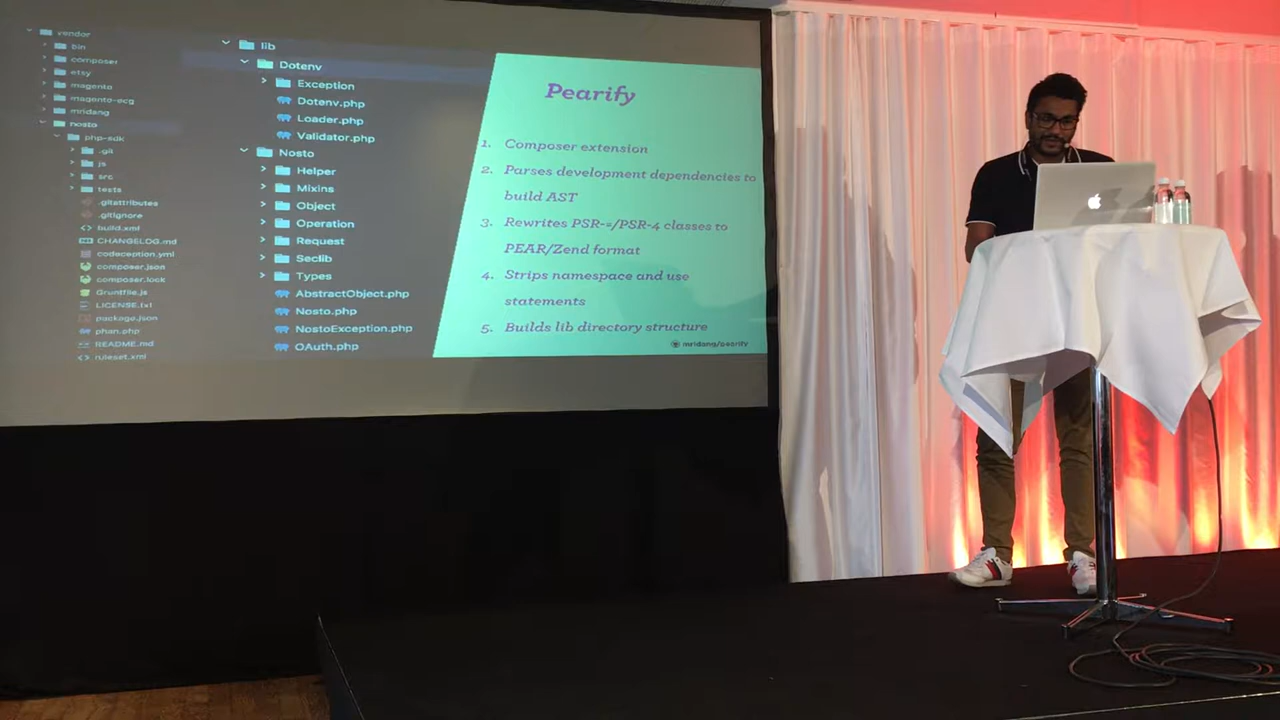 vendor
bin
composer
etsy
magento
magento-ecg
mridang
nosto
php-sdk
.git
js
src
tests
.gitattributes
.gitignore
build.xml
CHANGELOG.md
codeception.yml
composer.json
composer.lock
Gruntfile.js
LICENSE.txt
package.json
phan.php
README.md
ruleset.xml
lib
Dotenv
Exception
Dotenv.php
Loader.php
Validator.php
Nosto
Helper
Mixins
Object
Operation
Request
Seclib
Types
AbstractObject.php
Nosto.php
NostoException.php
OAuth.php
Pearify
1. Composer extension
2. Parses development dependencies to
build AST
3. Rewrites PSR-=/PSR-4 classes to
PEAR/Zend format
4. Strips namespace and use
statements
5. Builds lib directory structure
mridang/pearify